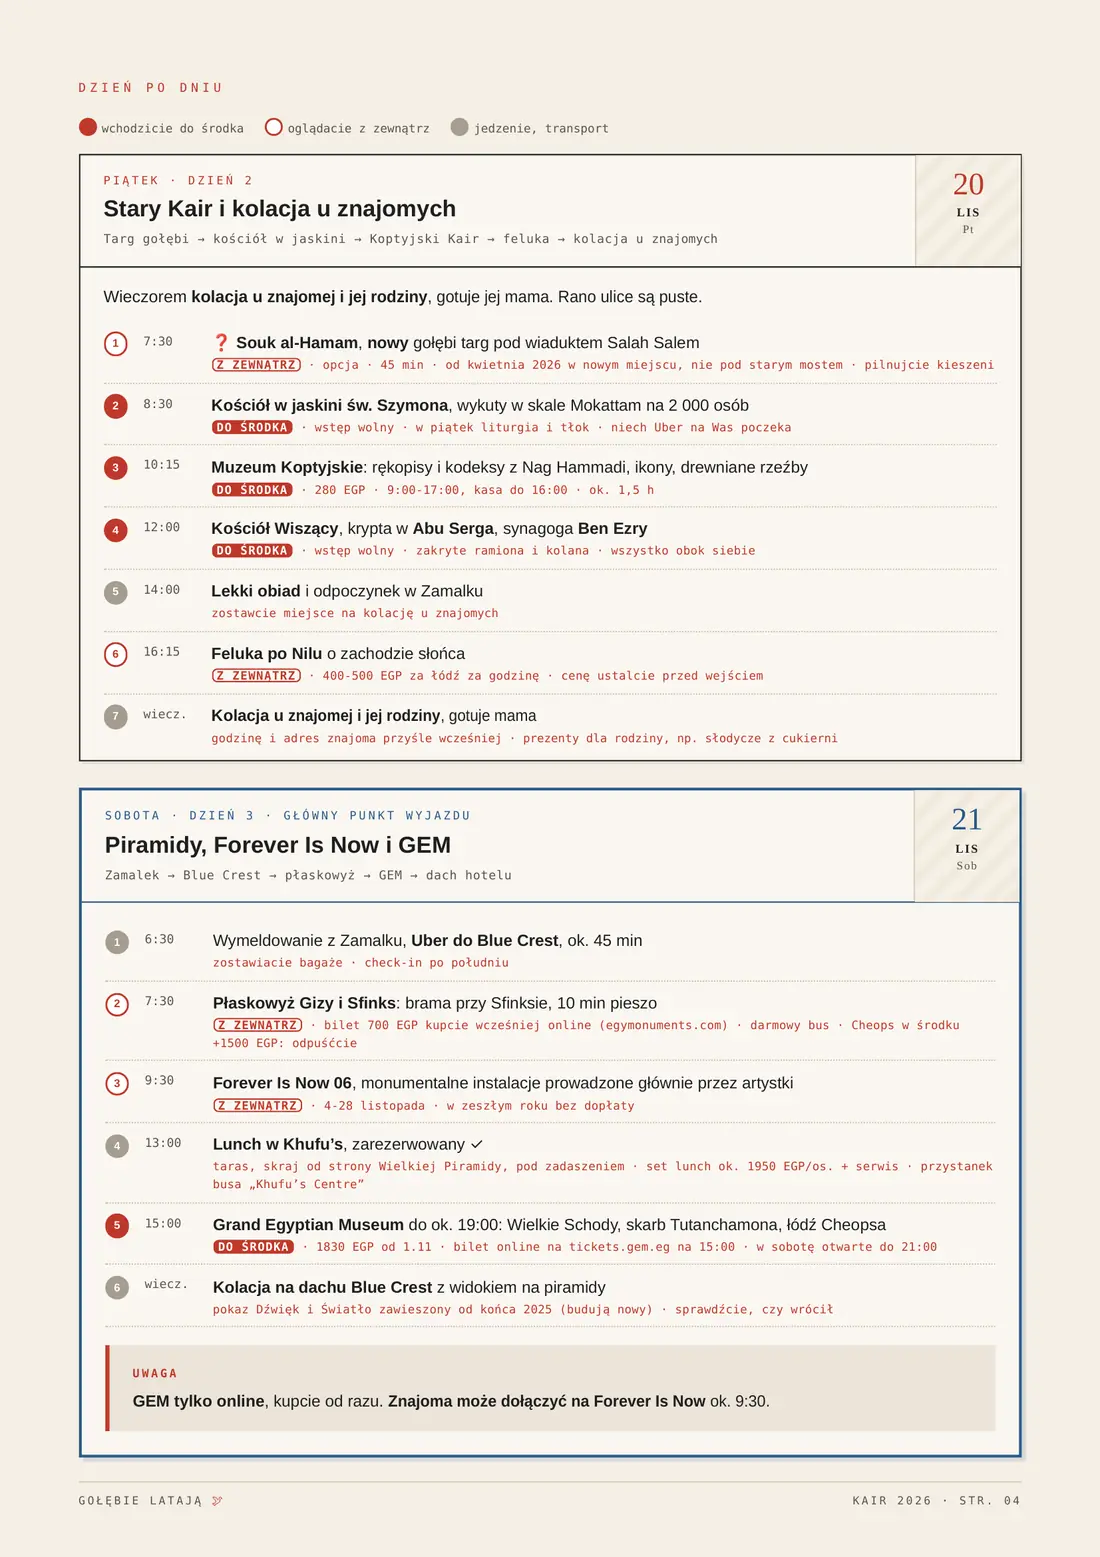 DZIEŃ PO DNIU
wchodzicie do środka oglądacie z zewnątrz jedzenie, transport
PIĄTEK · DZIEŃ 2
Stary Kair i kolacja u znajomych
Targ gołębi → kościół w jaskini → Koptyjski Kair → feluka → kolacja u znajomych
20
LIS
Pt
Wieczorem kolacja u znajomej i jej rodziny, gotuje jej mama. Rano ulice są puste.
1 7:30 ❓ Souk al-Hamam, nowy gołębi targ pod wiaduktem Salah Salem
Z ZEWNĄTRZ · opcja · 45 min · od kwietnia 2026 w nowym miejscu, nie pod starym mostem · pilnujcie kieszeni
2 8:30 Kościół w jaskini św. Szymona, wykuty w skale Mokattam na 2 000 osób
DO ŚRODKA · wstęp wolny · w piątek liturgia i tłok · niech Uber na Was poczeka
3 10:15 Muzeum Koptyjskie: rękopisy i kodeksy z Nag Hammadi, ikony, drewniane rzeźby
DO ŚRODKA · 280 EGP · 9:00-17:00, kasa do 16:00 · ok. 1,5 h
4 12:00 Kościół Wiszący, krypta w Abu Serga, synagoga Ben Ezry
DO ŚRODKA · wstęp wolny · zakryte ramiona i kolana · wszystko obok siebie
5 14:00 Lekki obiad i odpoczynek w Zamalku
zostawcie miejsce na kolację u znajomych
6 16:15 Feluka po Nilu o zachodzie słońca
Z ZEWNĄTRZ · 400-500 EGP za łódź za godzinę · cenę ustalcie przed wejściem
7 wiecz. Kolacja u znajomej i jej rodziny, gotuje mama
godzinę i adres znajoma przyśle wcześniej · prezenty dla rodziny, np. słodycze z cukierni
SOBOTA · DZIEŃ 3 · GŁÓWNY PUNKT WYJAZDU
Piramidy, Forever Is Now i GEM
Zamalek → Blue Crest → płaskowyż → GEM → dach hotelu
21
LIS
Sob
1 6:30 Wymeldowanie z Zamalku, Uber do Blue Crest, ok. 45 min
zostawiacie bagaże · check-in po południu
2 7:30 Płaskowyż Gizy i Sfinks: brama przy Sfinksie, 10 min pieszo
Z ZEWNĄTRZ · bilet 700 EGP kupcie wcześniej online (egymonuments.com) · darmowy bus · Cheops w środku
+1500 EGP: odpuśćcie
3 9:30 Forever Is Now 06, monumentalne instalacje prowadzone głównie przez artystki
Z ZEWNĄTRZ · 4-28 listopada · w zeszłym roku bez dopłaty
4 13:00 Lunch w Khufu’s, zarezerwowany ✓
taras, skraj od strony Wielkiej Piramidy, pod zadaszeniem · set lunch ok. 1950 EGP/os. + serwis · przystanek
busa „Khufu’s Centre”
5 15:00 Grand Egyptian Museum do ok. 19:00: Wielkie Schody, skarb Tutanchamona, łódź Cheopsa
DO ŚRODKA · 1830 EGP od 1.11 · bilet online na tickets.gem.eg na 15:00 · w sobotę otwarte do 21:00
6 wiecz. Kolacja na dachu Blue Crest z widokiem na piramidy
pokaz Dźwięk i Światło zawieszony od końca 2025 (budują nowy) · sprawdźcie, czy wrócił
UWAGA
GEM tylko online, kupcie od razu. Znajoma może dołączyć na Forever Is Now ok. 9:30.
GOŁĘBIE LATAJĄ 🕊 KAIR 2026 · STR. 04